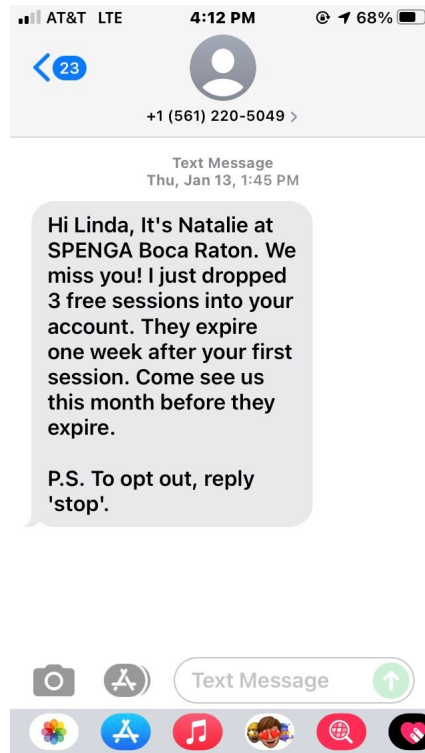 AT&T LTE 4:12 PM 68%
23
+1 (561) 220-5049 >
Text Message
Thu, Jan 13, 1:45 PM
Hi Linda, It's Natalie at
SPENGA Boca Raton. We
miss you! I just dropped
3 free sessions into your
account. They expire
one week after your first
session. Come see us
this month before they
expire.
P.S. To opt out, reply
'stop'.
Text Message